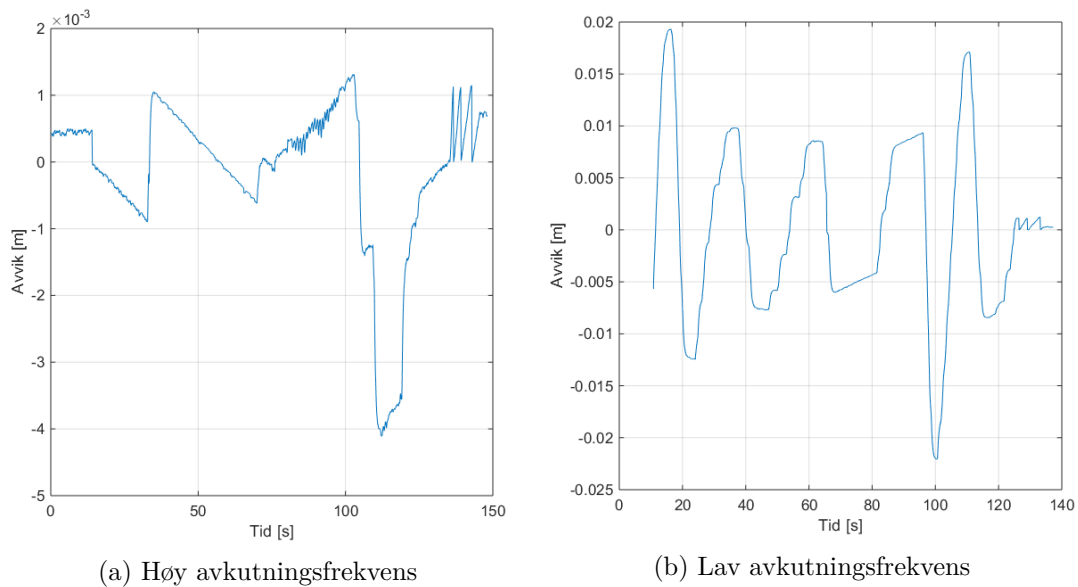 ×10⁻³
2
1
0
-1
-2
-3
-4
-5
Avvik [m]
0 50 100 150
Tid [s]
(a) Høy avkutningsfrekvens
0.02
0.015
0.01
0.005
0
-0.005
-0.01
-0.015
-0.02
-0.025
Avvik [m]
0 20 40 60 80 100 120 140
Tid [s]
(b) Lav avkutningsfrekvens